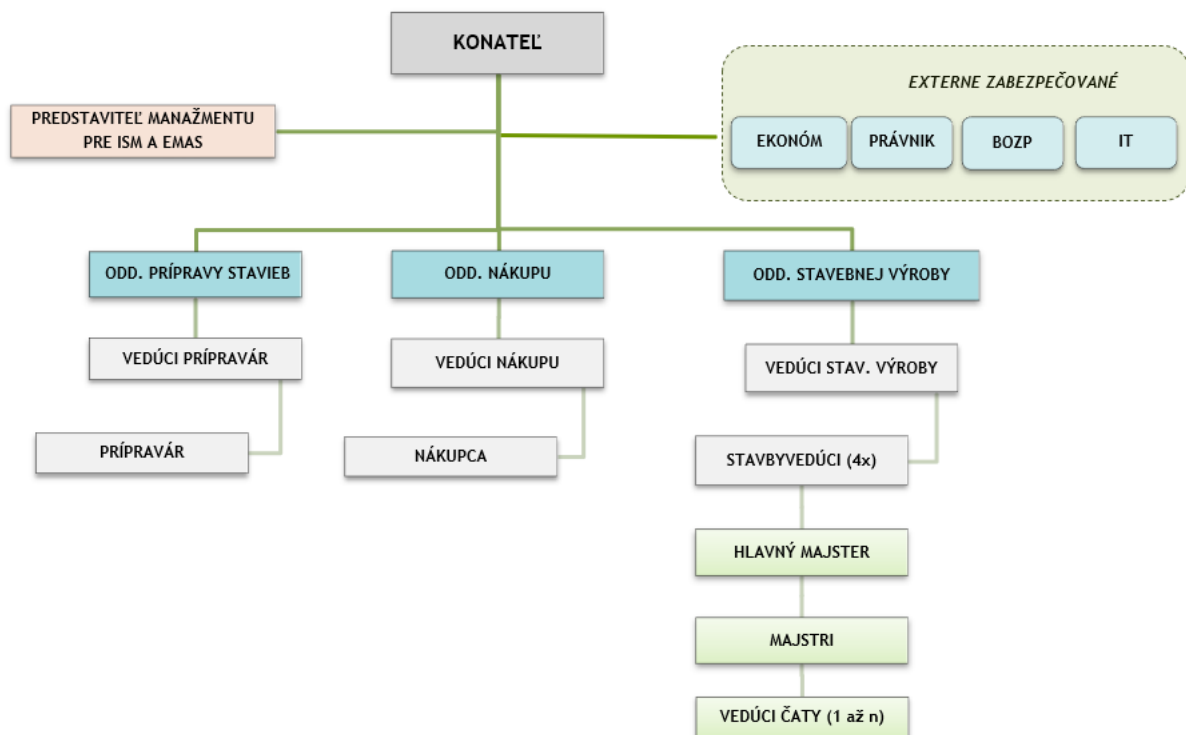 KONATEĽ
EXTERNE ZABEZPEČOVANÉ
PREDSTAVITEĽ MANAŽMENTU
PRE ISM A EMAS
EKONÓM
PRÁVNIK
BOZP
IT
ODD. PRÍPRAVY STAVIEB
ODD. NÁKUPU
ODD. STAVEBNEJ VÝROBY
VEDÚCI PRÍPRAVÁR
VEDÚCI NÁKUPU
VEDÚCI STAV. VÝROBY
PRÍPRAVÁR
NÁKUPCA
STAVBYVEDÚCI (4x)
HLAVNÝ MAJSTER
MAJSTRI
VEDÚCI ČATY (1 až n)